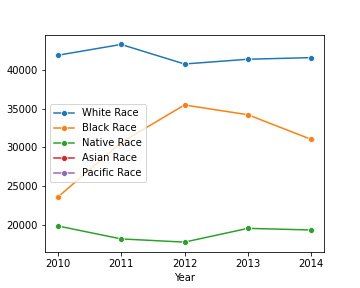 40000
35000
30000
25000
20000
White Race
Black Race
Native Race
Asian Race
Pacific Race
2010 2011 2012 2013 2014
Year